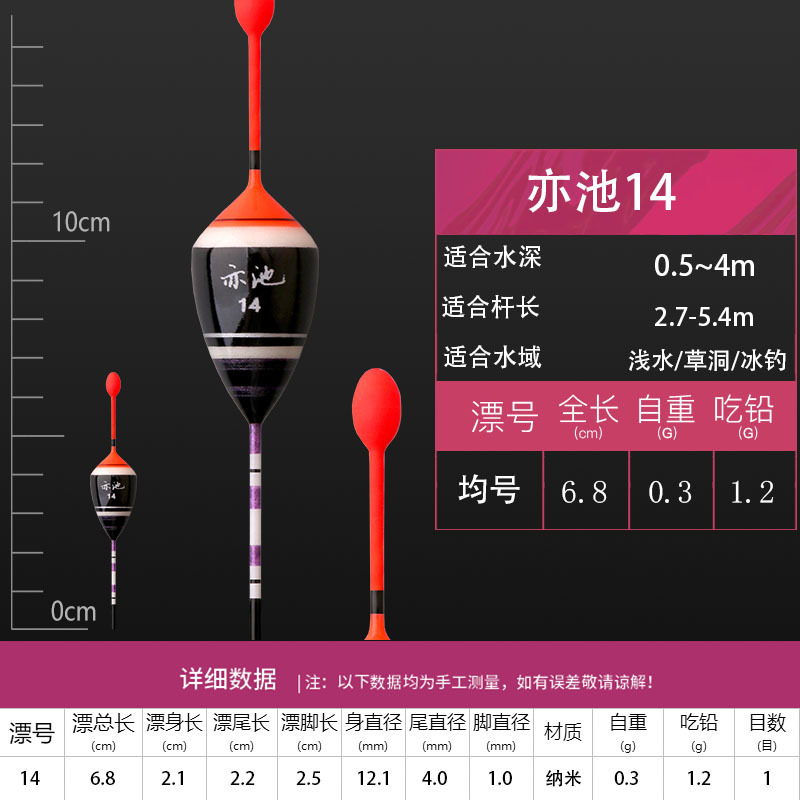 亦池14
适合水深 0.5~4m
适合杆长 2.7-5.4m
适合水域 浅水/草洞/冰钓
漂号 全长 自重 吃铅
(cm) (G) (G)
均号 6.8 0.3 1.2
10cm
亦池
14
亦池
14
0cm
详细数据 |注：以下数据均为手工测量，如有误差敬请谅解！
漂号 漂总长 漂身长 漂尾长 漂脚长 身直径 尾直径 脚直径 材质 自重 吃铅 目数
(cm) (cm) (cm) (cm) (mm) (mm) (mm) (g) (g) (目)
14 6.8 2.1 2.2 2.5 12.1 4.0 1.0 纳米 0.3 1.2 1